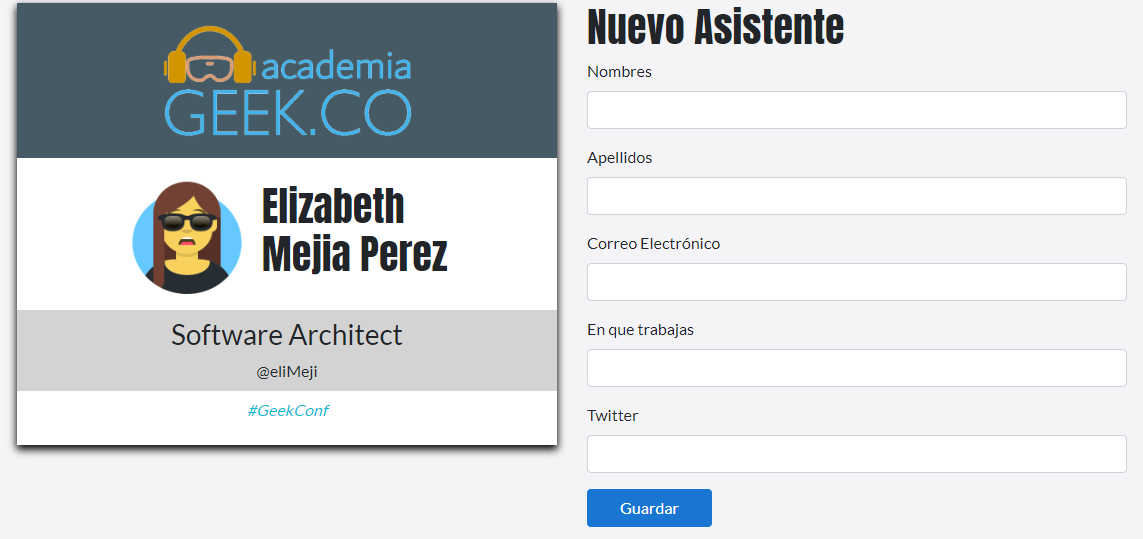 academia
GEEK.CO
Elizabeth
Mejia Perez
Software Architect
@eliMeji
#GeekConf
Nuevo Asistente
Nombres
Apellidos
Correo Electrónico
En que trabajas
Twitter
Guardar